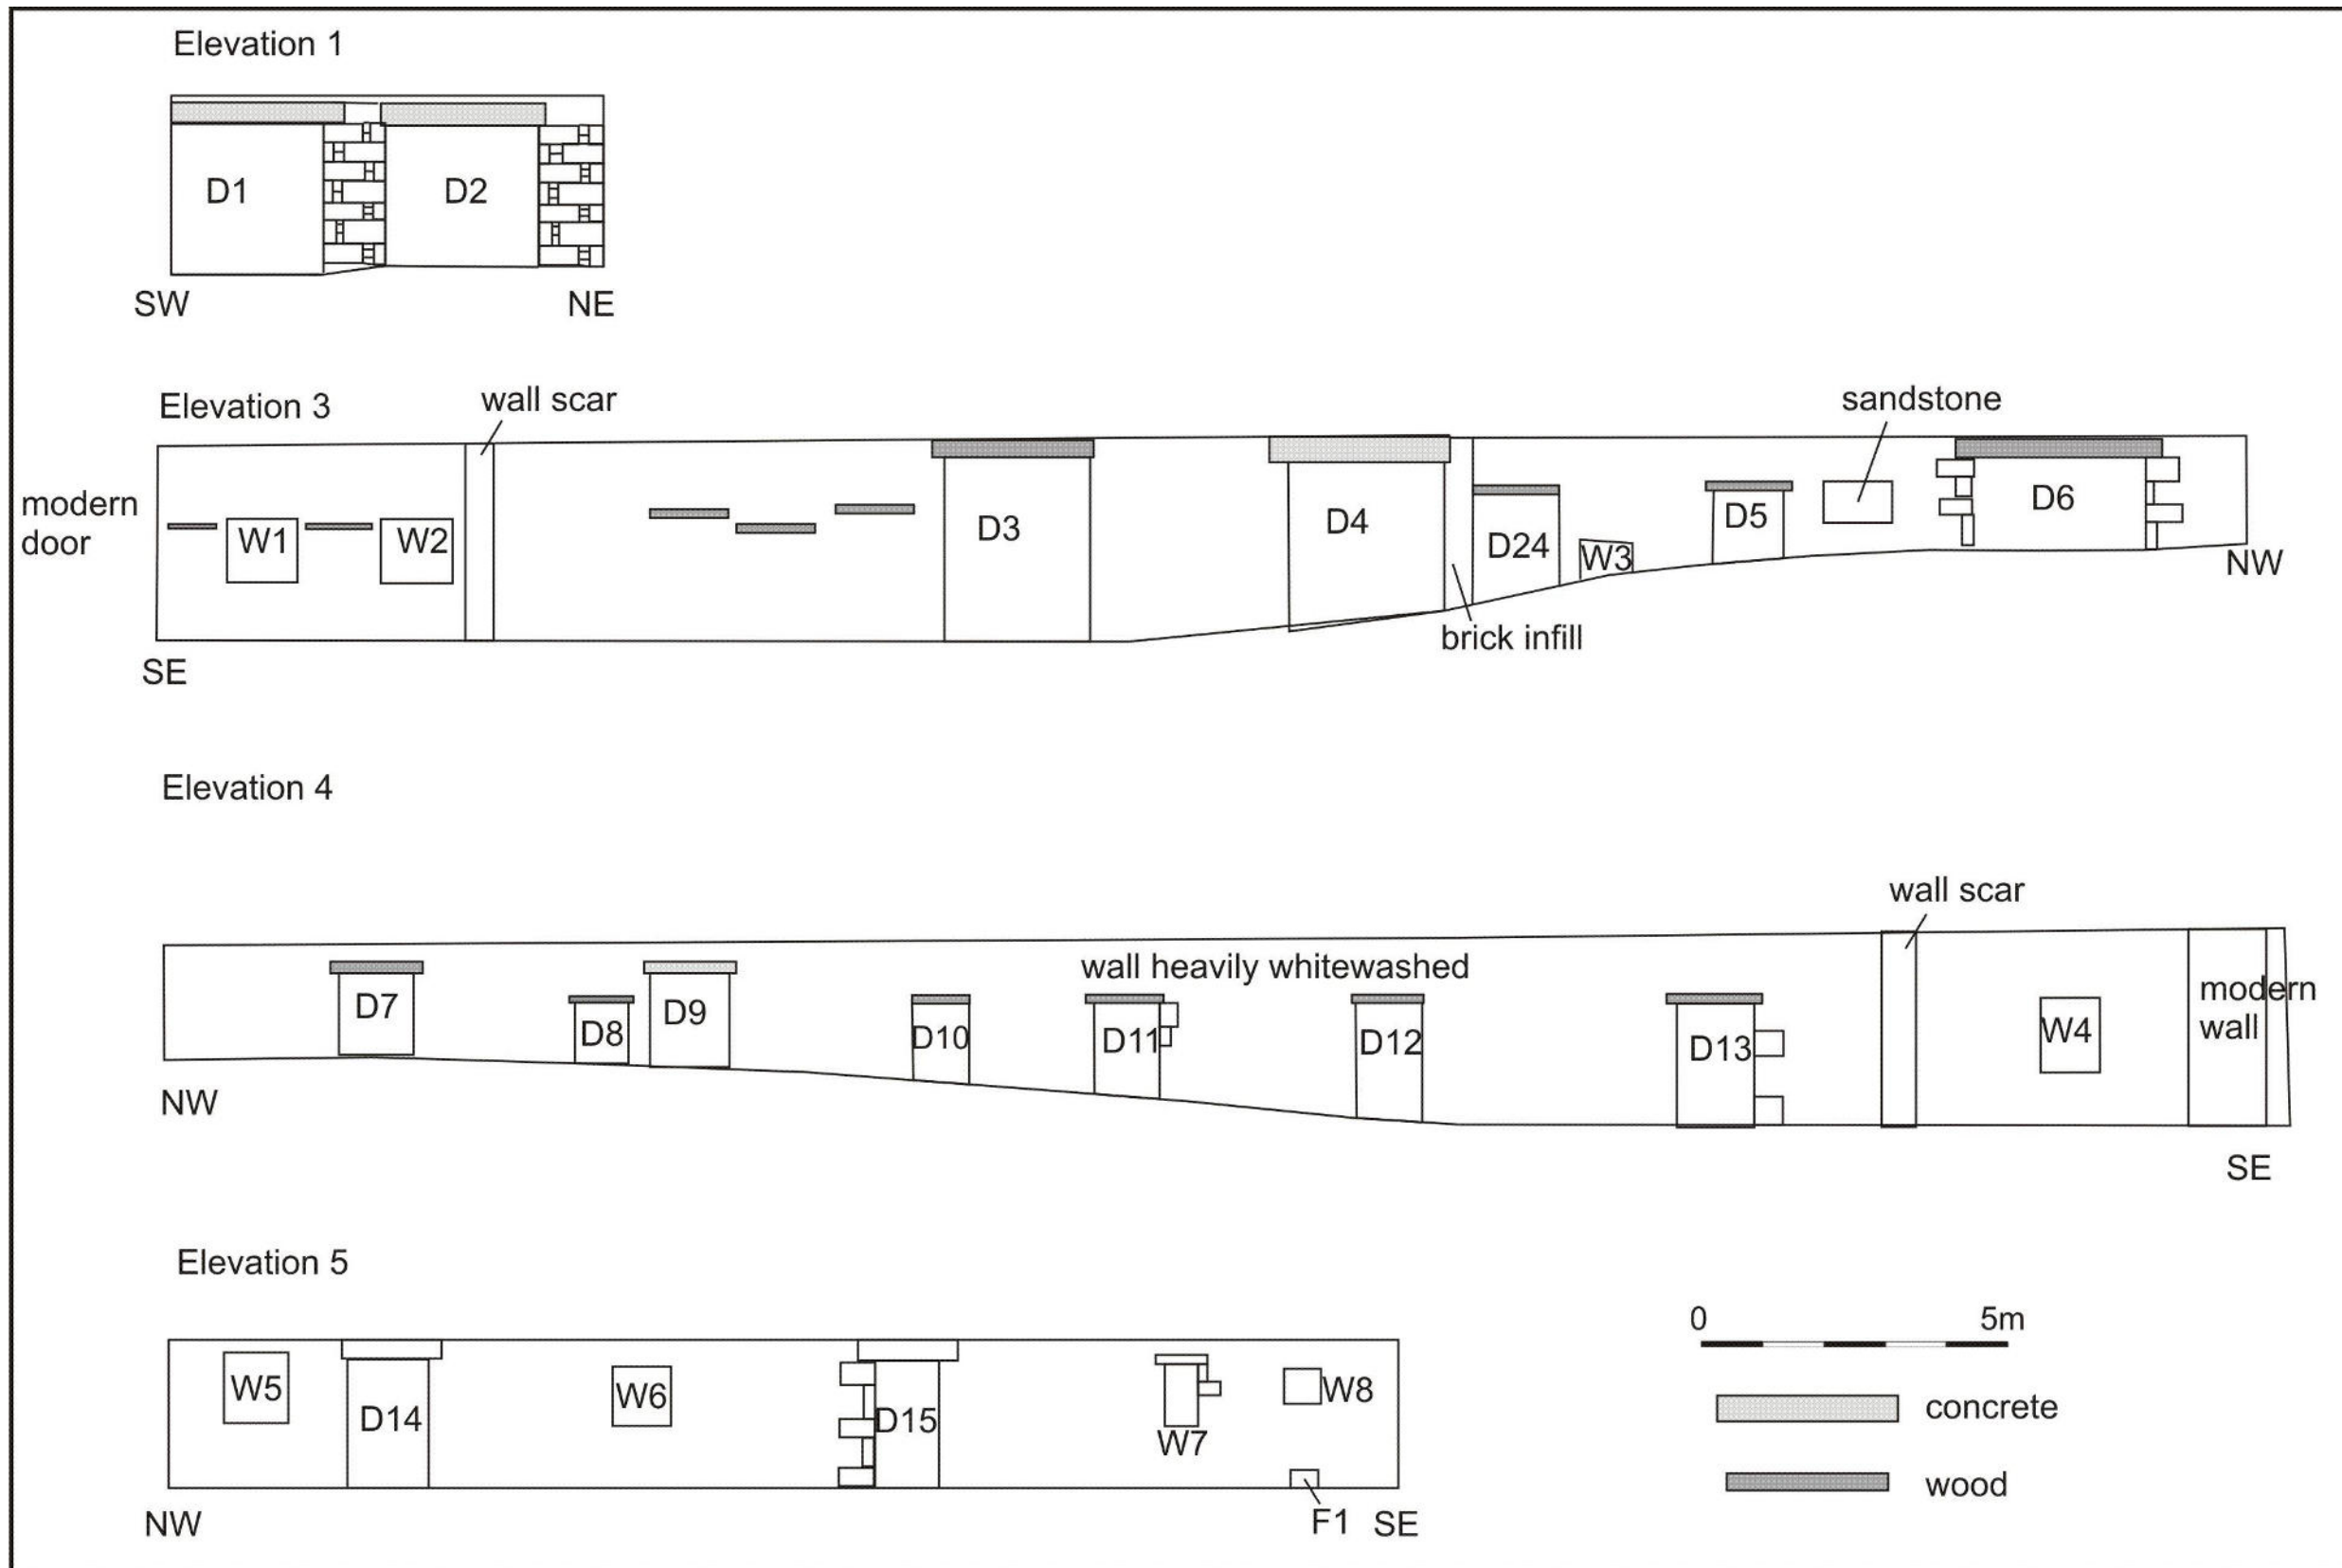 Elevation 1
D1
D2
SW
NE
Elevation 3
wall scar
sandstone
modern
door
W1
W2
D3
D4
D24
W3
D5
D6
NW
brick infill
SE
Elevation 4
wall scar
wall heavily whitewashed
D7
D8
D9
D10
D11
D12
D13
W4
modern
wall
NW
SE
Elevation 5
0
5m
W5
D14
W6
D15
W7
W8
concrete
wood
NW
F1
SE